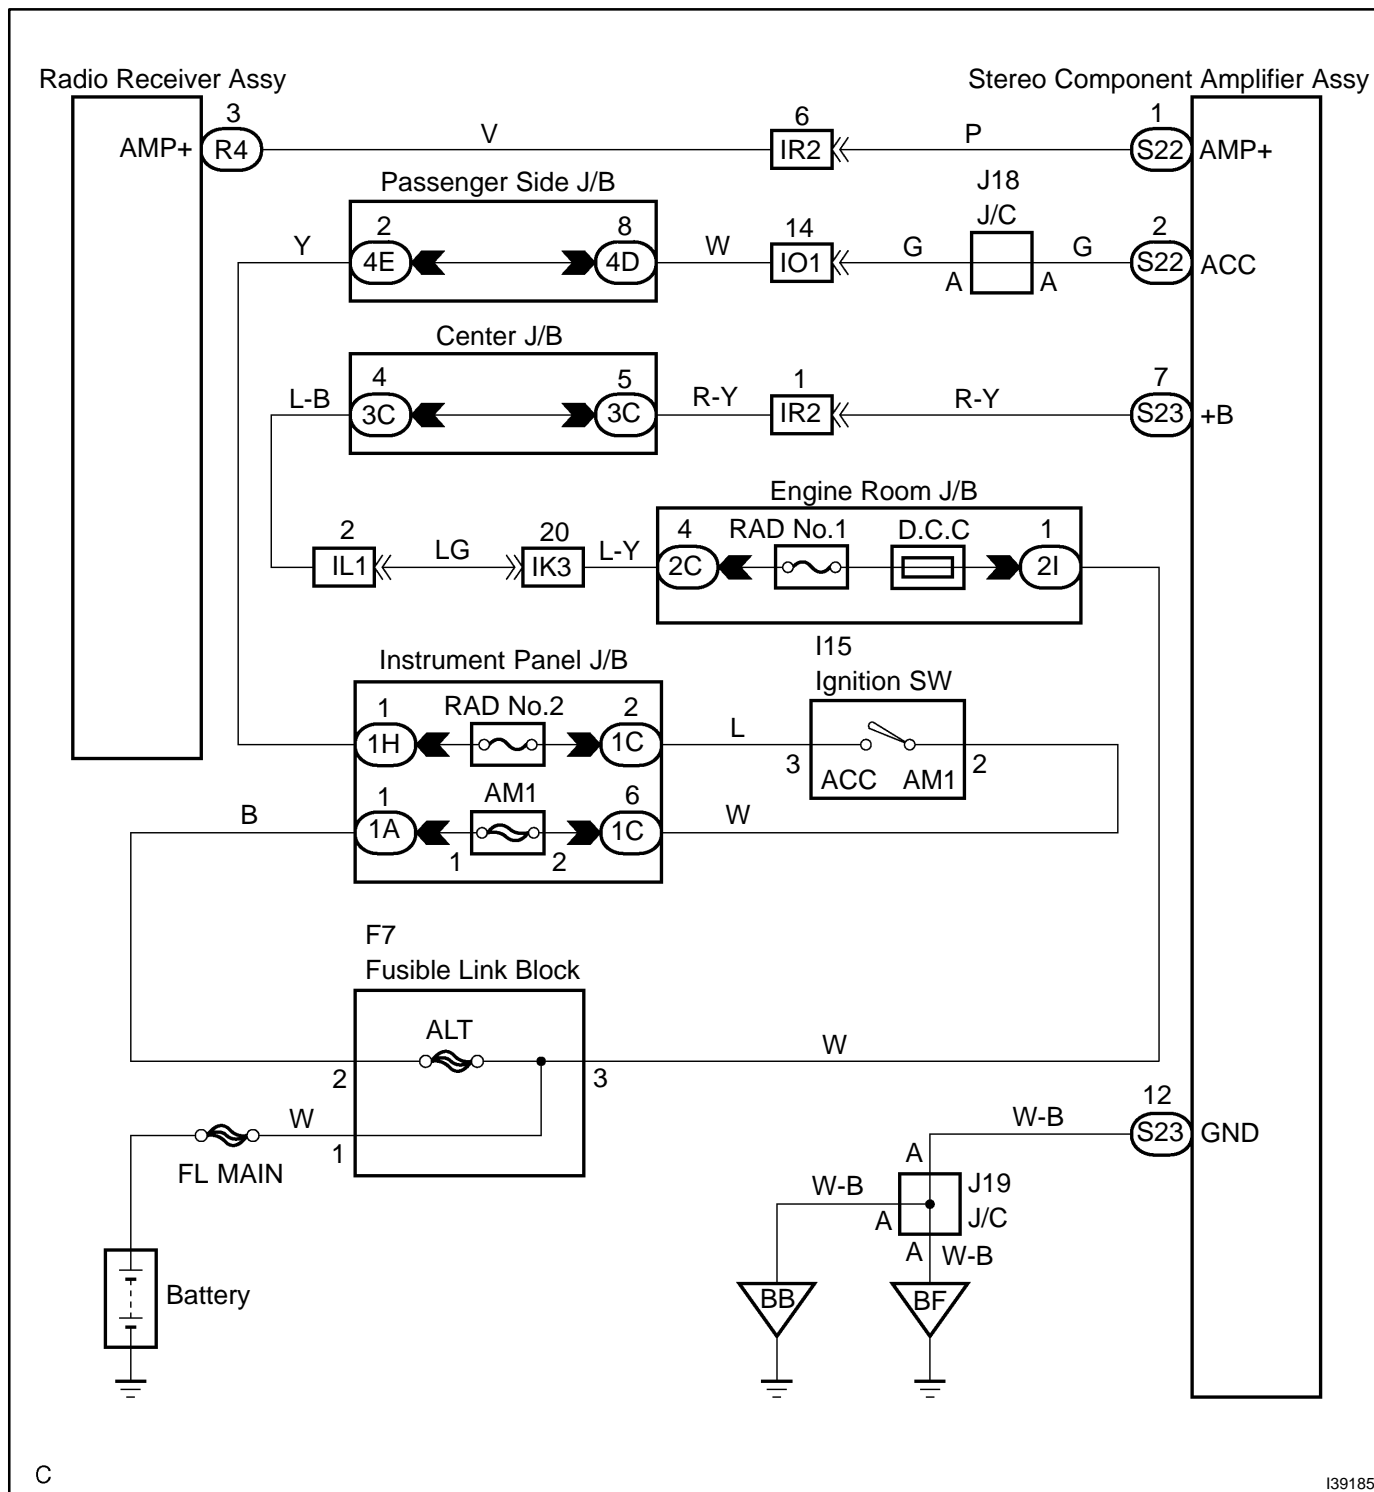 Radio Receiver Assy
Stereo Component Amplifier Assy
3
6
1
AMP+ R4 V IR2 P S22 AMP+
Passenger Side J/B
J18
J/C
2
8
14
2
Y 4E 4D W IO1 G G S22 ACC
A A
Center J/B
4
5
1
7
L-B 3C 3C R-Y IR2 R-Y S23 +B
Engine Room J/B
2
20
4 RAD No.1 D.C.C 1
IL1 LG IK3 L-Y 2C 2I
I15
Ignition SW
Instrument Panel J/B
1 RAD No.2 2
1H 1C L
3 ACC AM1 2
1 AM1 6
B 1A 1C W
1 2
F7
Fusible Link Block
ALT
W
2 3
W
1
FL MAIN
12
W-B S23 GND
A
W-B J19
A J/C
A W-B
Battery BB BF
C
I39185